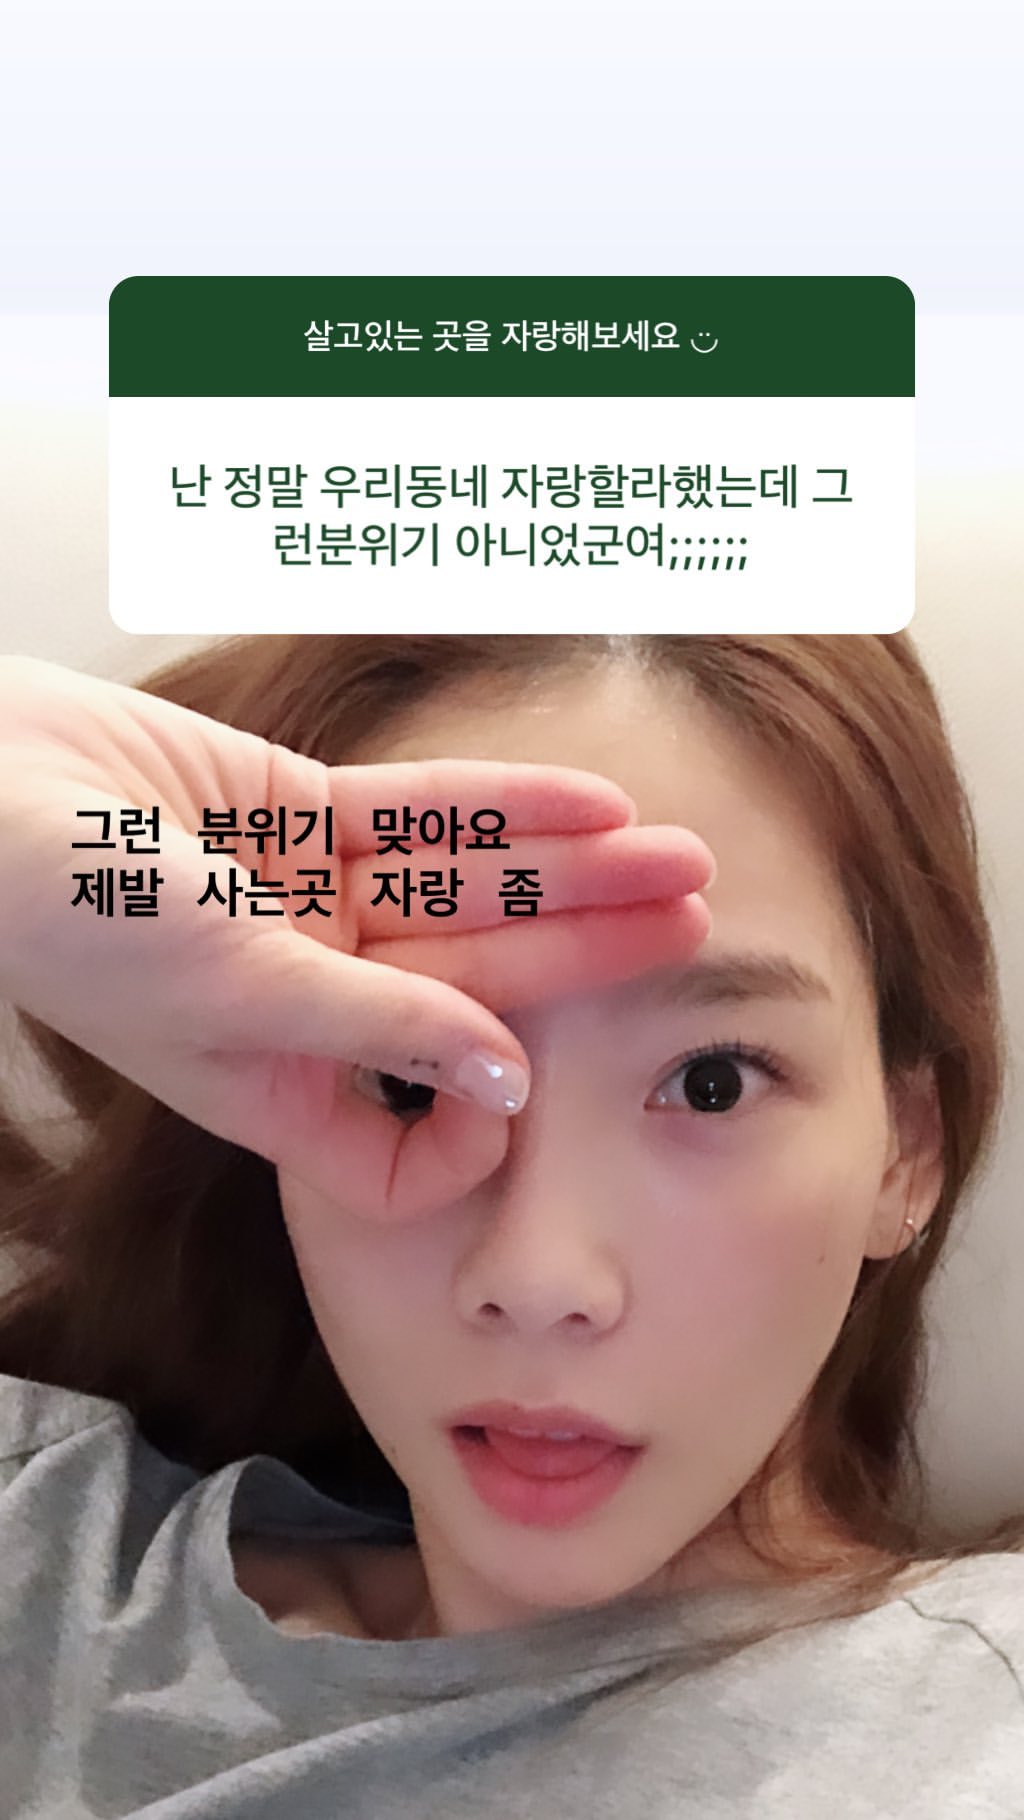 살고있는 곳을 자랑해보세요 ツ
난 정말 우리동네 자랑할라했는데 그
런분위기 아니었군여;;;;;;
그런 분위기 맞아요
제발 사는곳 자랑 좀